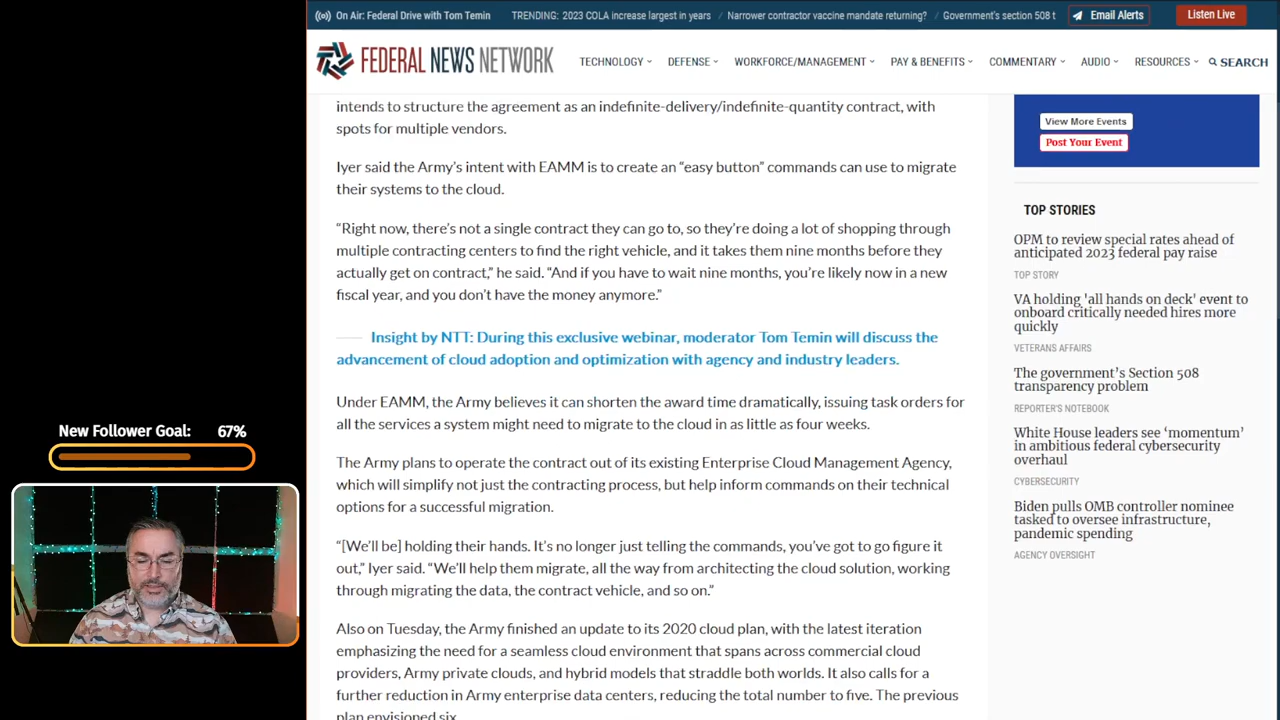 On Air: Federal Drive with Tom Temin
TRENDING: 2023 COLA increase largest in years / Narrower contractor vaccine mandate returning? / Government's section 508 t
Email Alerts
Listen Live
FEDERAL NEWS NETWORK
TECHNOLOGY
DEFENSE
WORKFORCE/MANAGEMENT
PAY & BENEFITS
COMMENTARY
AUDIO
RESOURCES
SEARCH
intends to structure the agreement as an indefinite-delivery/indefinite-quantity contract, with
spots for multiple vendors.
Iyer said the Army’s intent with EAMM is to create an “easy button” commands can use to migrate
their systems to the cloud.
“Right now, there’s not a single contract they can go to, so they’re doing a lot of shopping through
multiple contracting centers to find the right vehicle, and it takes them nine months before they
actually get on contract,” he said. “And if you have to wait nine months, you’re likely now in a new
fiscal year, and you don’t have the money anymore.”
Insight by NTT: During this exclusive webinar, moderator Tom Temin will discuss the
advancement of cloud adoption and optimization with agency and industry leaders.
Under EAMM, the Army believes it can shorten the award time dramatically, issuing task orders for
all the services a system might need to migrate to the cloud in as little as four weeks.
The Army plans to operate the contract out of its existing Enterprise Cloud Management Agency,
which will simplify not just the contracting process, but help inform commands on their technical
options for a successful migration.
“[We’ll be] holding their hands. It’s no longer just telling the commands, you’ve got to go figure it
out,” Iyer said. “We’ll help them migrate, all the way from architecting the cloud solution, working
through migrating the data, the contract vehicle, and so on.”
Also on Tuesday, the Army finished an update to its 2020 cloud plan, with the latest iteration
emphasizing the need for a seamless cloud environment that spans across commercial cloud
providers, Army private clouds, and hybrid models that straddle both worlds. It also calls for a
further reduction in Army enterprise data centers, reducing the total number to five. The previous
plan envisioned six.
View More Events
Post Your Event
TOP STORIES
OPM to review special rates ahead of
anticipated 2023 federal pay raise
TOP STORY
VA holding 'all hands on deck' event to
onboard critically needed hires more
quickly
VETERANS AFFAIRS
The government’s Section 508
transparency problem
REPORTER'S NOTEBOOK
White House leaders see ‘momentum’
in ambitious federal cybersecurity
overhaul
CYBERSECURITY
Biden pulls OMB controller nominee
tasked to oversee infrastructure,
pandemic spending
AGENCY OVERSIGHT
New Follower Goal: 67%